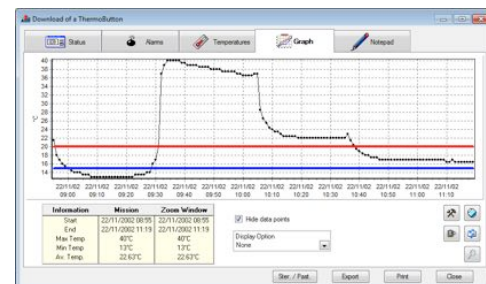 Download of a ThermoButton
Status Alarms Temperatures Graph Notepad
40
38
36
34
32
30
28
26
24
22
20
18
16
14
°C
22/11/02 22/11/02 22/11/02 22/11/02 22/11/02 22/11/02 22/11/02 22/11/02 22/11/02 22/11/02 22/11/02 22/11/02 22/11/02 22/11/02
09:00 09:10 09:20 09:30 09:40 09:50 10:00 10:10 10:20 10:30 10:40 10:50 11:00 11:10
Information Mission Zoom Window
Start 22/11/2002 08:55 22/11/2002 08:55
End 22/11/2002 11:19 22/11/2002 11:19
Max Temp 40°C 40°C
Min Temp 13°C 13°C
Av. Temp. 22.63°C 22.63°C
Hide data points
Display Option
None
Ster. / Past. Export Print Close